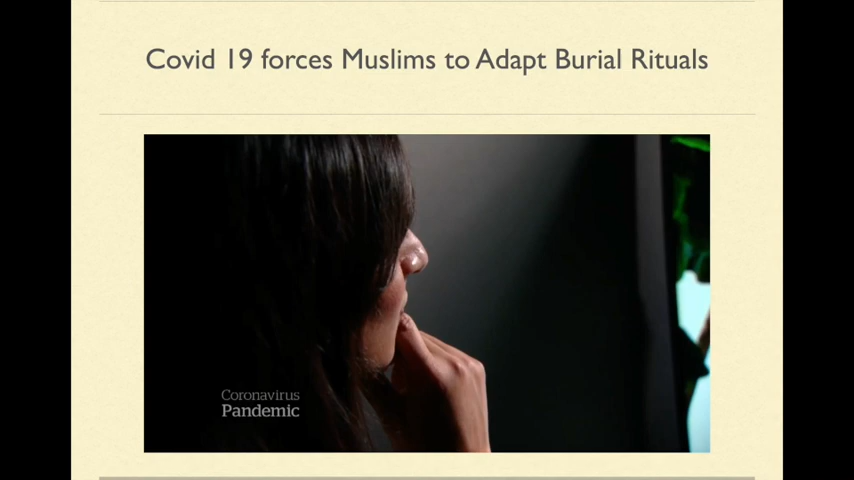 Covid 19 forces Muslims to Adapt Burial Rituals
Coronavirus
Pandemic